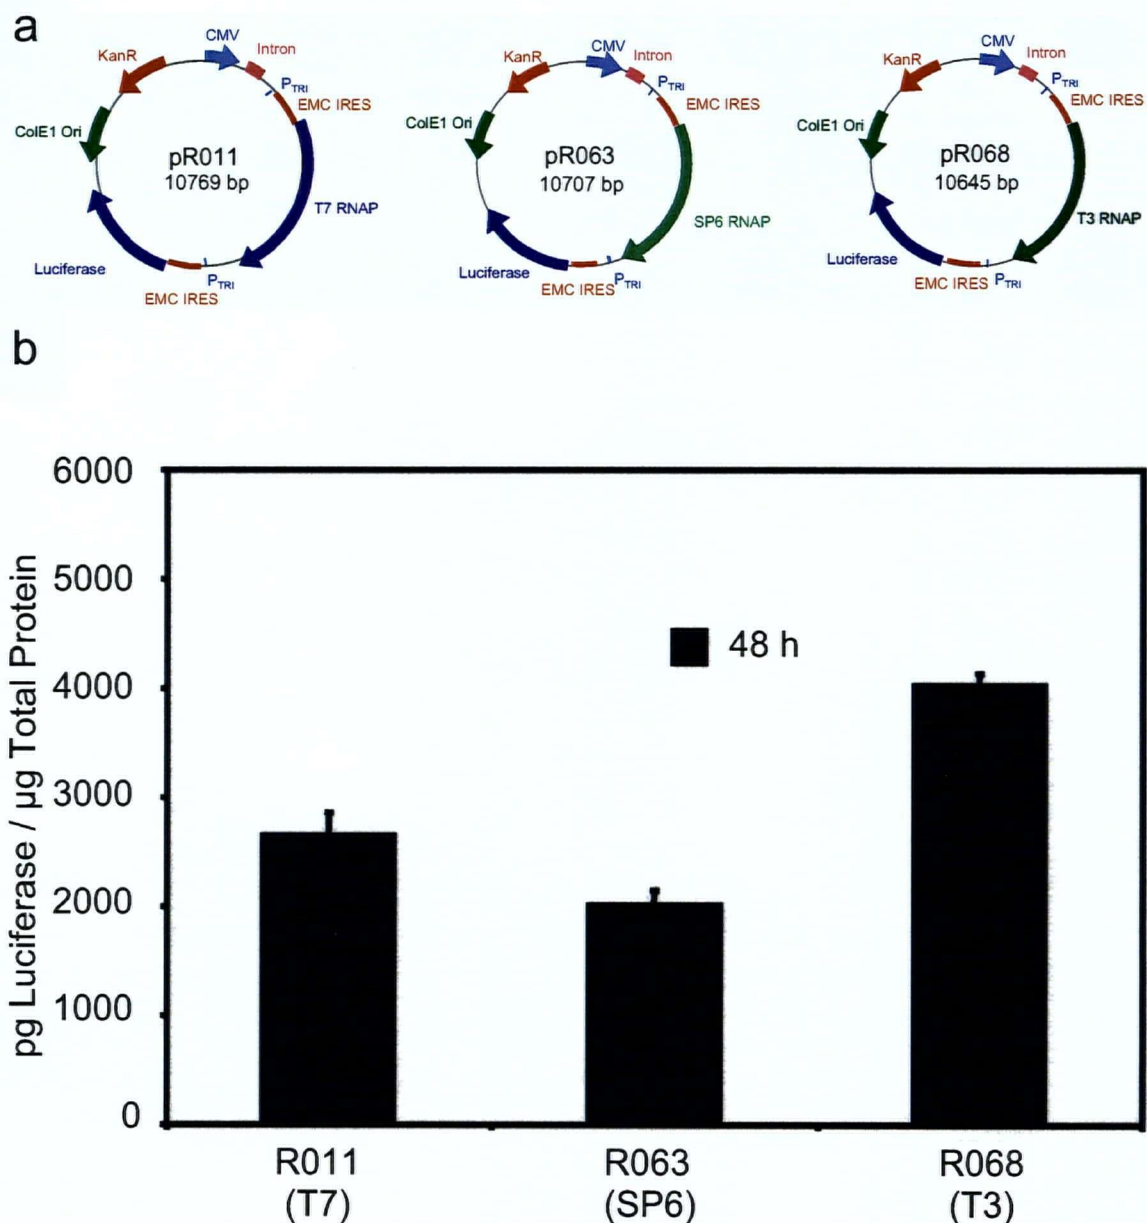 a
CMV
KanR
Intron
PTRI
EMC IRES
ColE1 Ori
pR011
10769 bp
T7 RNAP
Luciferase
PTRI
EMC IRES
CMV
KanR
Intron
PTRI
EMC IRES
ColE1 Ori
pR063
10707 bp
SP6 RNAP
Luciferase
PTRI
EMC IRES
CMV
KanR
Intron
PTRI
EMC IRES
ColE1 Ori
pR068
10645 bp
T3 RNAP
Luciferase
EMC IRES
PTRI
b
pg Luciferase / µg Total Protein
6000
5000
4000
3000
2000
1000
0
48 h
R011
(T7)
R063
(SP6)
R068
(T3)